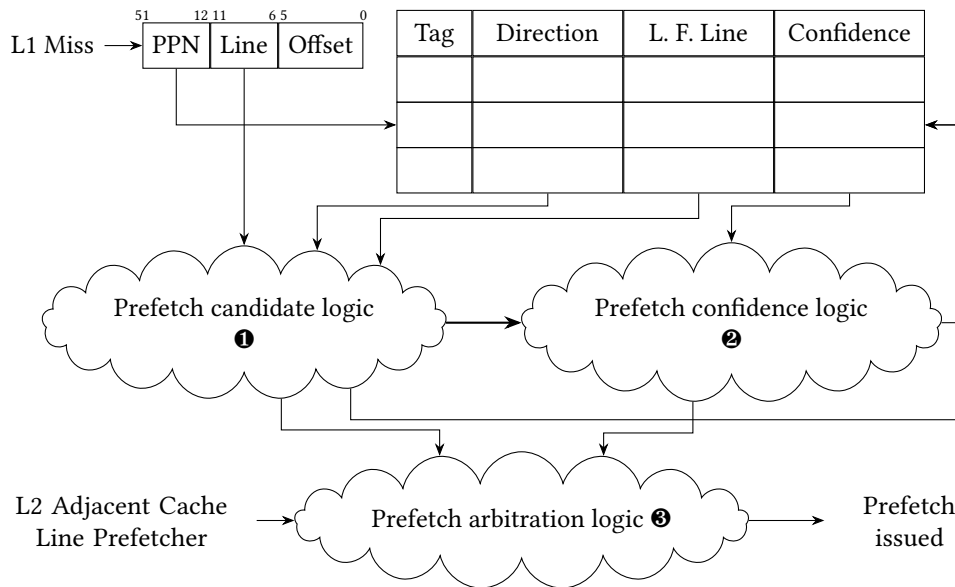 51 12 11 6 5 0
L1 Miss PPN Line Offset
Tag Direction L. F. Line Confidence
Prefetch candidate logic
❶
Prefetch confidence logic
❷
L2 Adjacent Cache
Line Prefetcher
Prefetch arbitration logic ❸
Prefetch
issued